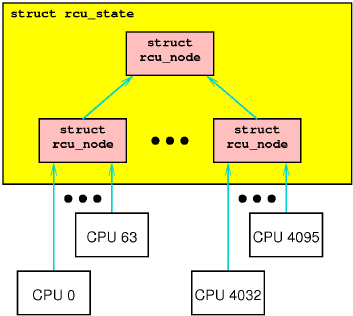 struct rcu_state
struct
rcu_node
struct
rcu_node
struct
rcu_node
CPU 63
CPU 4095
CPU 0
CPU 4032